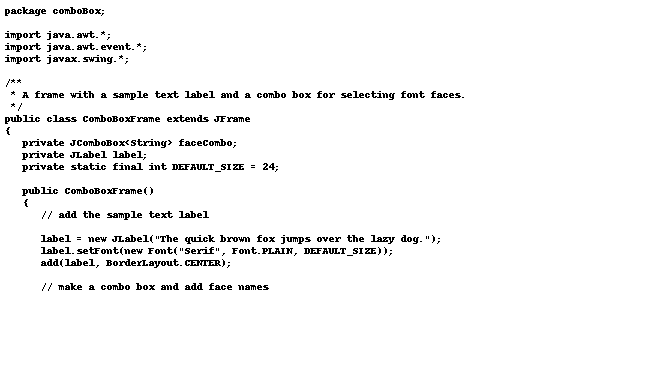 package comboBox;

import java.awt.*;
import java.awt.event.*;
import javax.swing.*;

/**
 * A frame with a sample text label and a combo box for selecting font faces.
 */
public class ComboBoxFrame extends JFrame
{
   private JComboBox<String> faceCombo;
   private JLabel label;
   private static final int DEFAULT_SIZE = 24;

   public ComboBoxFrame()
   {
      // add the sample text label

      label = new JLabel("The quick brown fox jumps over the lazy dog.");
      label.setFont(new Font("Serif", Font.PLAIN, DEFAULT_SIZE));
      add(label, BorderLayout.CENTER);

      // make a combo box and add face names